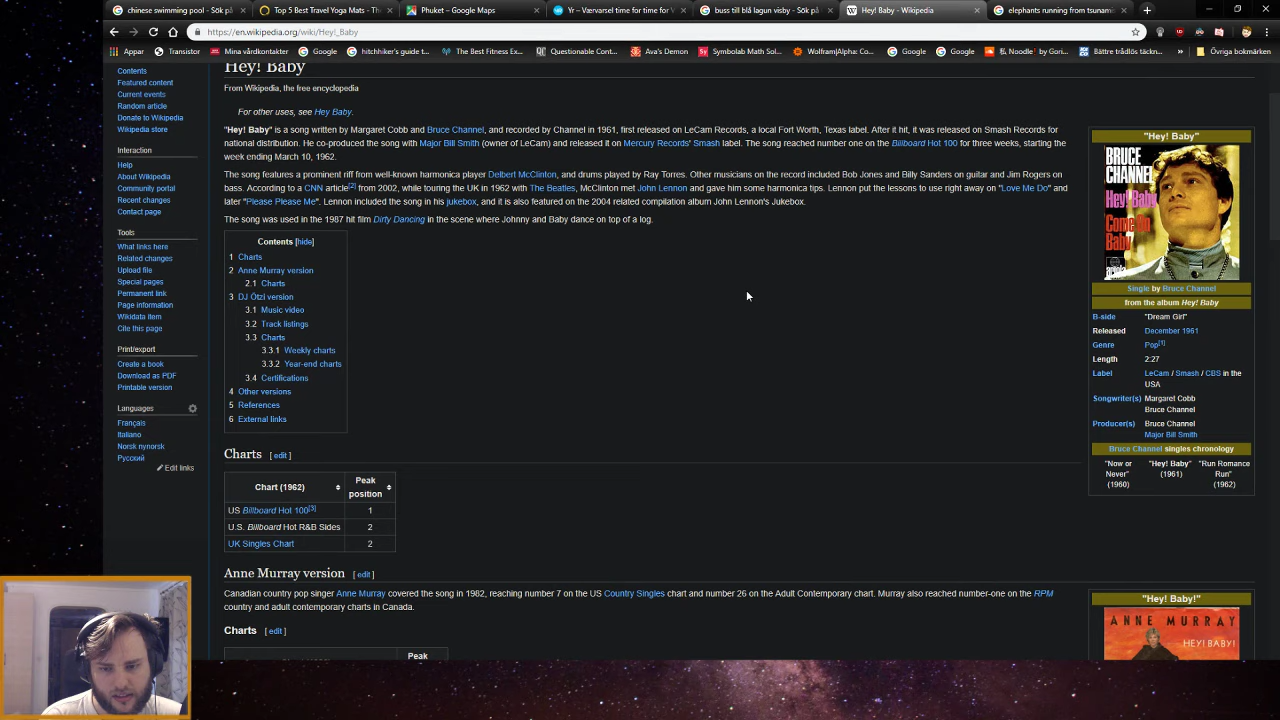 chinese swimming pool - Sök på
Top 5 Best Travel Yoga Mats - The
Phuket – Google Maps
Yr – Værvarsel time for time for V
buss till blå lagun visby - Sök på
Hey! Baby - Wikipedia
elephants running from tsunami
https://en.wikipedia.org/wiki/Hey!_Baby
Appar
Transistor
Mina vårdkontakter
Google
hitchhiker's guide t...
The Best Fitness Ex...
Questionable Cont...
Ava's Demon
Symbolab Math Sol...
Wolfram|Alpha: Co...
Google
Google
Noodle' by Gori...
Bättre trådlös täckn...
Övriga bokmärken
Contents
Featured content
Current events
Random article
Donate to Wikipedia
Wikipedia store
Interaction
Help
About Wikipedia
Community portal
Recent changes
Contact page
Tools
What links here
Related changes
Upload file
Special pages
Permanent link
Page information
Wikidata item
Cite this page
Print/export
Create a book
Download as PDF
Printable version
Languages
Français
Italiano
Norsk nynorsk
Русский
Edit links
Hey! Baby
From Wikipedia, the free encyclopedia
For other uses, see Hey Baby.
"Hey! Baby" is a song written by Margaret Cobb and Bruce Channel, and recorded by Channel in 1961, first released on LeCam Records, a local Fort Worth, Texas label. After it hit, it was released on Smash Records for
national distribution. He co-produced the song with Major Bill Smith (owner of LeCam) and released it on Mercury Records' Smash label. The song reached number one on the Billboard Hot 100 for three weeks, starting the
week ending March 10, 1962.
The song features a prominent riff from well-known harmonica player Delbert McClinton, and drums played by Ray Torres. Other musicians on the record included Bob Jones and Billy Sanders on guitar and Jim Rogers on
bass. According to a CNN article[2] from 2002, while touring the UK in 1962 with The Beatles, McClinton met John Lennon and gave him some harmonica tips. Lennon put the lessons to use right away on "Love Me Do" and
later "Please Please Me". Lennon included the song in his jukebox, and it is also featured on the 2004 related compilation album John Lennon's Jukebox.
The song was used in the 1987 hit film Dirty Dancing in the scene where Johnny and Baby dance on top of a log.
Contents [hide]
1 Charts
2 Anne Murray version
2.1 Charts
3 DJ Ötzi version
3.1 Music video
3.2 Track listings
3.3 Charts
3.3.1 Weekly charts
3.3.2 Year-end charts
3.4 Certifications
4 Other versions
5 References
6 External links
Charts [ edit ]
Chart (1962) Peak position
US Billboard Hot 100[3] 1
U.S. Billboard Hot R&B Sides 2
UK Singles Chart 2
Anne Murray version [ edit ]
Canadian country pop singer Anne Murray covered the song in 1982, reaching number 7 on the US Country Singles chart and number 26 on the Adult Contemporary chart. Murray also reached number-one on the RPM
country and adult contemporary charts in Canada.
Charts [ edit ]
Peak
"Hey! Baby"
BRUCE
CHANNEL
Hey! Baby
Come On
Baby
Single by Bruce Channel
from the album Hey! Baby
B-side "Dream Girl"
Released December 1961
Genre Pop[1]
Length 2:27
Label LeCam / Smash / CBS in the
USA
Songwriter(s) Margaret Cobb
Bruce Channel
Producer(s) Bruce Channel
Major Bill Smith
Bruce Channel singles chronology
"Now or "Hey! Baby" "Run Romance
Never" (1961) Run"
(1960) (1962)
"Hey! Baby!"
ANNE MURRAY
HEY! BABY!